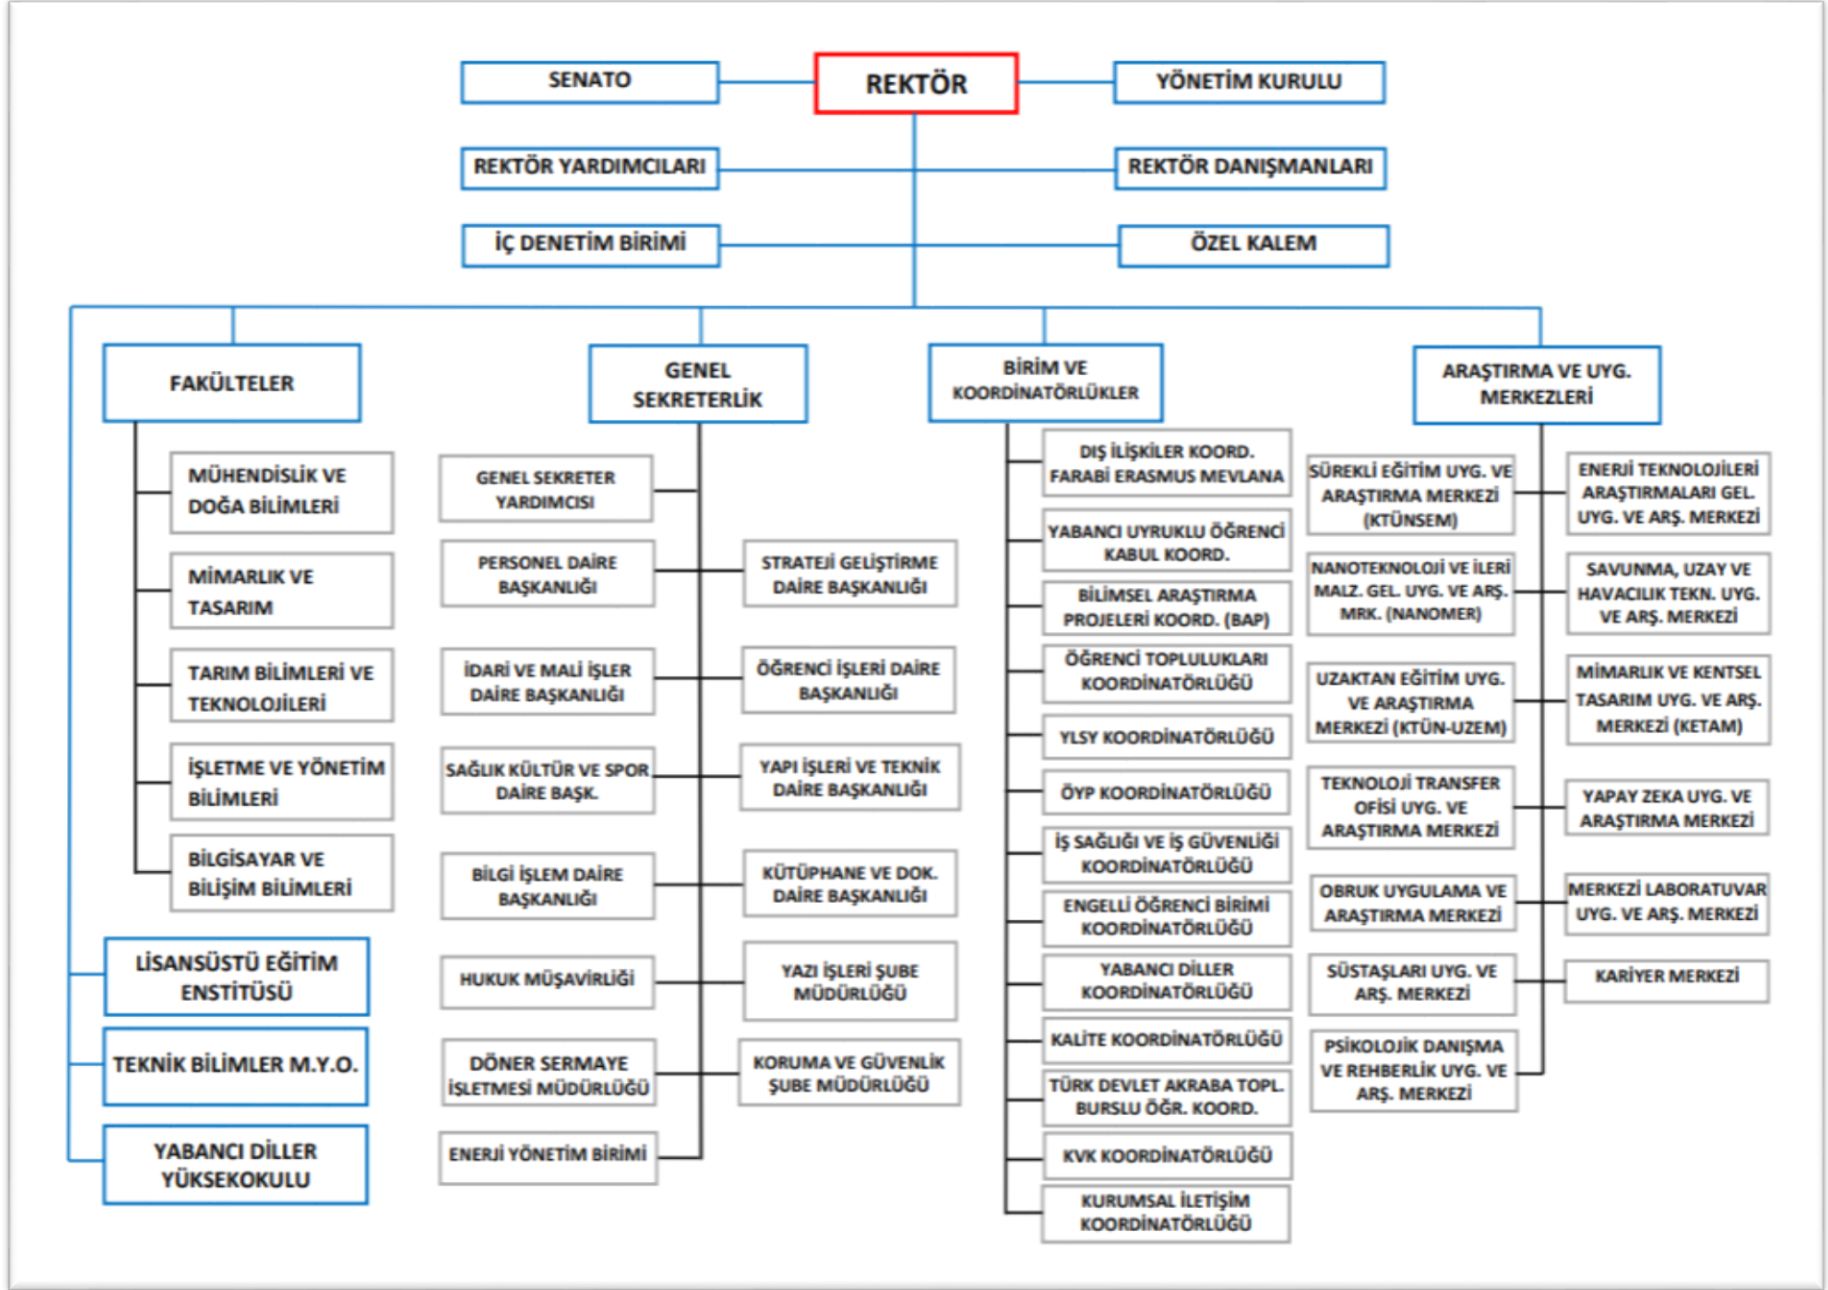 SENATO
REKTÖR
YÖNETİM KURULU
REKTÖR YARDIMCILARI
REKTÖR DANIŞMANLARI
İÇ DENETİM BİRİMİ
ÖZEL KALEM
FAKÜLTELER
MÜHENDİSLİK VE
DOĞA BİLİMLERİ
MİMARLIK VE
TASARIM
TARIM BİLİMLERİ VE
TEKNOLOJİLERİ
İŞLETME VE YÖNETİM
BİLİMLERİ
BİLGİSAYAR VE
BİLİŞİM BİLİMLERİ
LİSANSÜSTÜ EĞİTİM
ENSTİTÜSÜ
TEKNİK BİLİMLER M.Y.O.
YABANCI DİLLER
YÜKSEKOKULU
GENEL
SEKRETERLİK
GENEL SEKRETER
YARDIMCISI
PERSONEL DAİRE
BAŞKANLIĞI
STRATEJİ GELİŞTİRME
DAİRE BAŞKANLIĞI
İDARİ VE MALİ İŞLER
DAİRE BAŞKANLIĞI
ÖĞRENCİ İŞLERİ DAİRE
BAŞKANLIĞI
SAĞLIK KÜLTÜR VE SPOR
DAİRE BAŞK.
YAPI İŞLERİ VE TEKNİK
DAİRE BAŞKANLIĞI
BİLGİ İŞLEM DAİRE
BAŞKANLIĞI
KÜTÜPHANE VE DOK.
DAİRE BAŞKANLIĞI
HUKUK MÜŞAVİRLİĞİ
YAZI İŞLERİ ŞUBE
MÜDÜRLÜĞÜ
DÖNER SERMAYE
İŞLETMESİ MÜDÜRLÜĞÜ
KORUMA VE GÜVENLİK
ŞUBE MÜDÜRLÜĞÜ
ENERJİ YÖNETİM BİRİMİ
BİRİM VE
KOORDİNATÖRLÜKLER
DIŞ İLİŞKİLER KOORD.
FARABİ ERASMUS MEVLANA
YABANCI UYRUKLU ÖĞRENCİ
KABUL KOORD.
BİLİMSEL ARAŞTIRMA
PROJELERİ KOORD. (BAP)
ÖĞRENCİ TOPLULUKLARI
KOORDİNATÖRLÜĞÜ
YLSY KOORDİNATÖRLÜĞÜ
ÖYP KOORDİNATÖRLÜĞÜ
İŞ SAĞLIĞI VE İŞ GÜVENLİĞİ
KOORDİNATÖRLÜĞÜ
ENGELLİ ÖĞRENCİ BİRİMİ
KOORDİNATÖRLÜĞÜ
YABANCI DİLLER
KOORDİNATÖRLÜĞÜ
KALİTE KOORDİNATÖRLÜĞÜ
TÜRK DEVLET AKRABA TOPL.
BURSLU ÖĞR. KOORD.
KVK KOORDİNATÖRLÜĞÜ
KURUMSAL İLETİŞİM
KOORDİNATÖRLÜĞÜ
ARAŞTIRMA VE UYG.
MERKEZLERİ
SÜREKLİ EĞİTİM UYG. VE
ARAŞTIRMA MERKEZİ
(KTÜNSEM)
ENERJİ TEKNOLOJİLERİ
ARAŞTIRMALARI GEL.
UYG. VE ARŞ. MERKEZİ
NANOTEKNOLOJİ VE İLERİ
MALZ. GEL. UYG. VE ARŞ.
MRK. (NANOMER)
SAVUNMA, UZAY VE
HAVACILIK TEKN. UYG.
VE ARŞ. MERKEZİ
UZAKTAN EĞİTİM UYG.
VE ARAŞTIRMA
MERKEZİ (KTÜN-UZEM)
MİMARLIK VE KENTSEL
TASARIM UYG. VE ARŞ.
MERKEZİ (KETAM)
TEKNOLOJİ TRANSFER
OFİSİ UYG. VE
ARAŞTIRMA MERKEZİ
YAPAY ZEKA UYG. VE
ARAŞTIRMA MERKEZİ
OBRUK UYGULAMA VE
ARAŞTIRMA MERKEZİ
MERKEZİ LABORATUVAR
UYG. VE ARŞ. MERKEZİ
SÜSTAŞLARI UYG. VE
ARŞ. MERKEZİ
KARİYER MERKEZİ
PSİKOLOJİK DANIŞMA
VE REHBERLİK UYG. VE
ARŞ. MERKEZİ